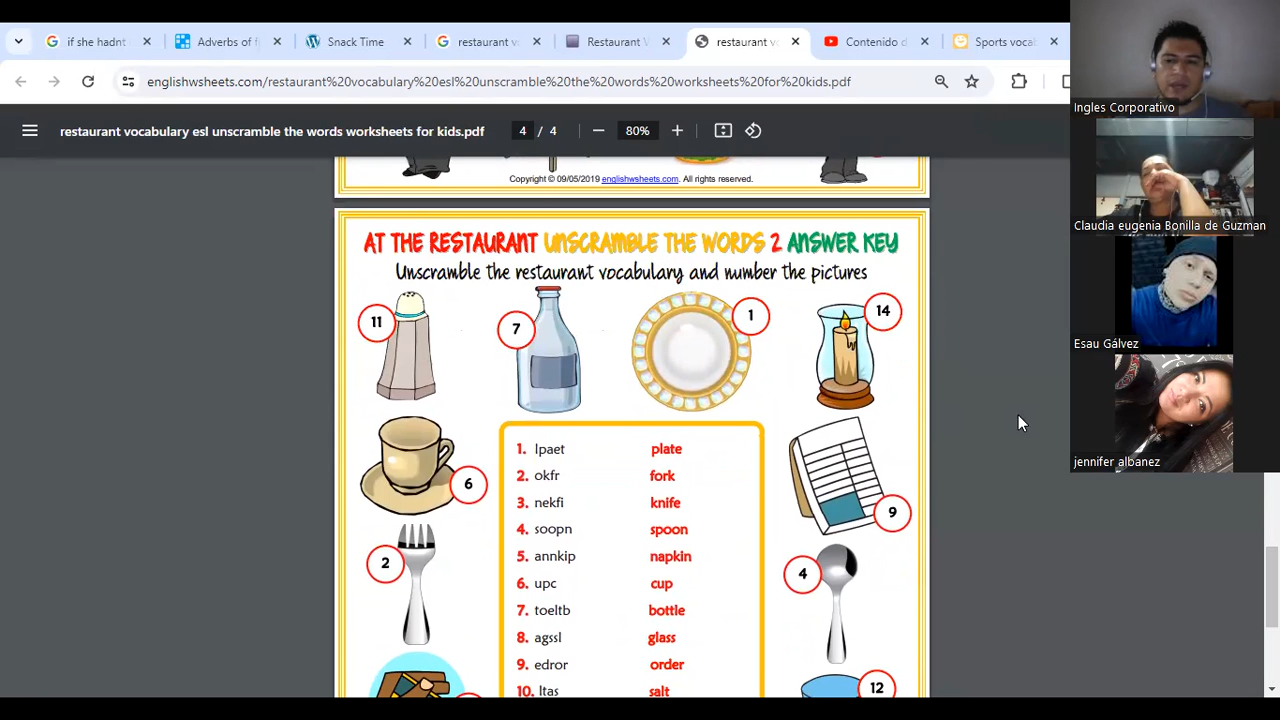 if she hadnt
Adverbs of f
Snack Time
restaurant v
Restaurant V
restaurant vo
Contenido d
Sports vocab
englishwsheets.com/restaurant%20vocabulary%20esl%20unscramble%20the%20words%20worksheets%20for%20kids.pdf
restaurant vocabulary esl unscramble the words worksheets for kids.pdf
4 / 4
80%
Copyright © 09/05/2019 englishwsheets.com. All rights reserved.
AT THE RESTAURANT UNSCRAMBLE THE WORDS 2 ANSWER KEY
Unscramble the restaurant vocabulary and number the pictures
11
7
1
14
6
9
2
4
12
1. lpaet plate
2. okfr fork
3. nekfi knife
4. soopn spoon
5. annkip napkin
6. upc cup
7. toeltb bottle
8. agssl glass
9. edror order
10. ltas salt
Ingles Corporativo
Claudia eugenia Bonilla de Guzman
Esau Gálvez
jennifer albanez